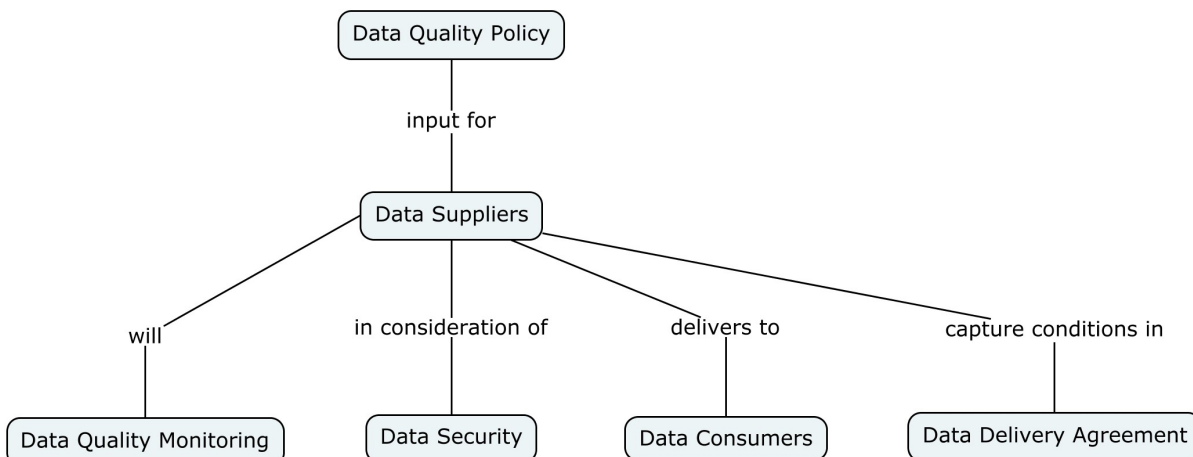 Data Quality Policy
input for
Data Suppliers
will
in consideration of
delivers to
capture conditions in
Data Quality Monitoring
Data Security
Data Consumers
Data Delivery Agreement